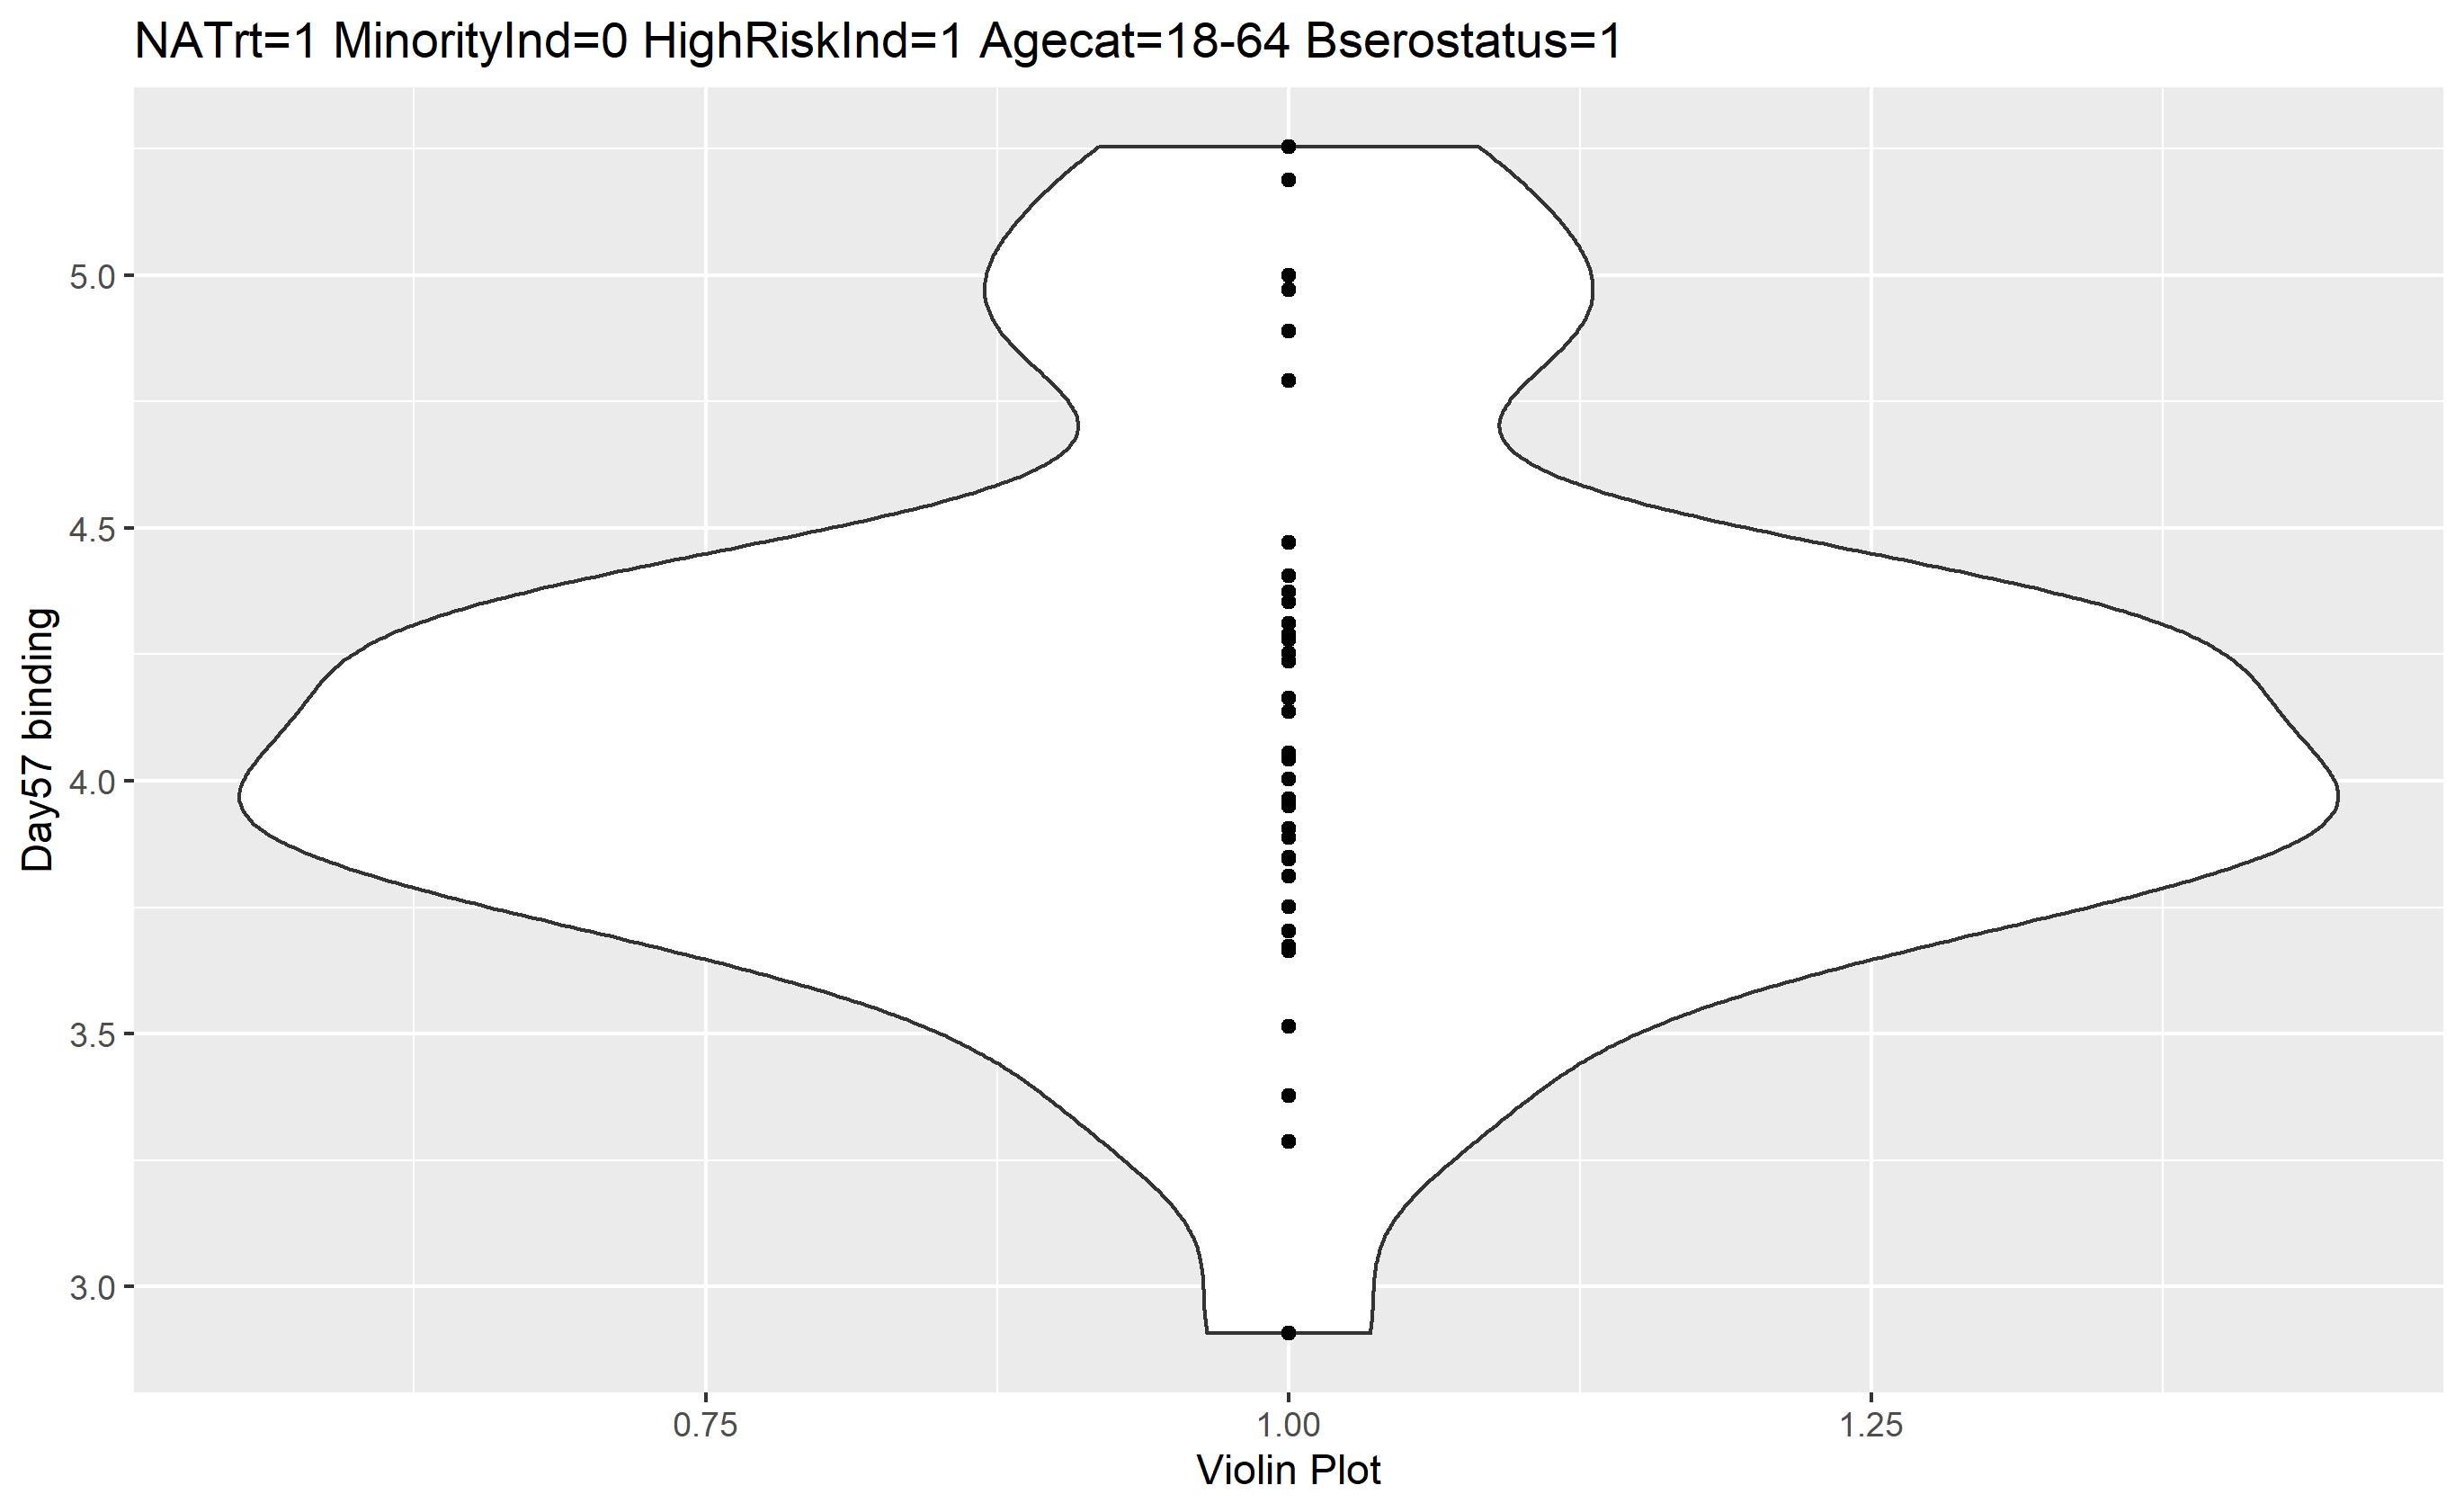 NATrt=1 MinorityInd=0 HighRiskInd=1 Agecat=18-64 Bserostatus=1
5.0
4.5
4.0
3.5
3.0
Day57 binding
0.75 1.00 1.25
Violin Plot